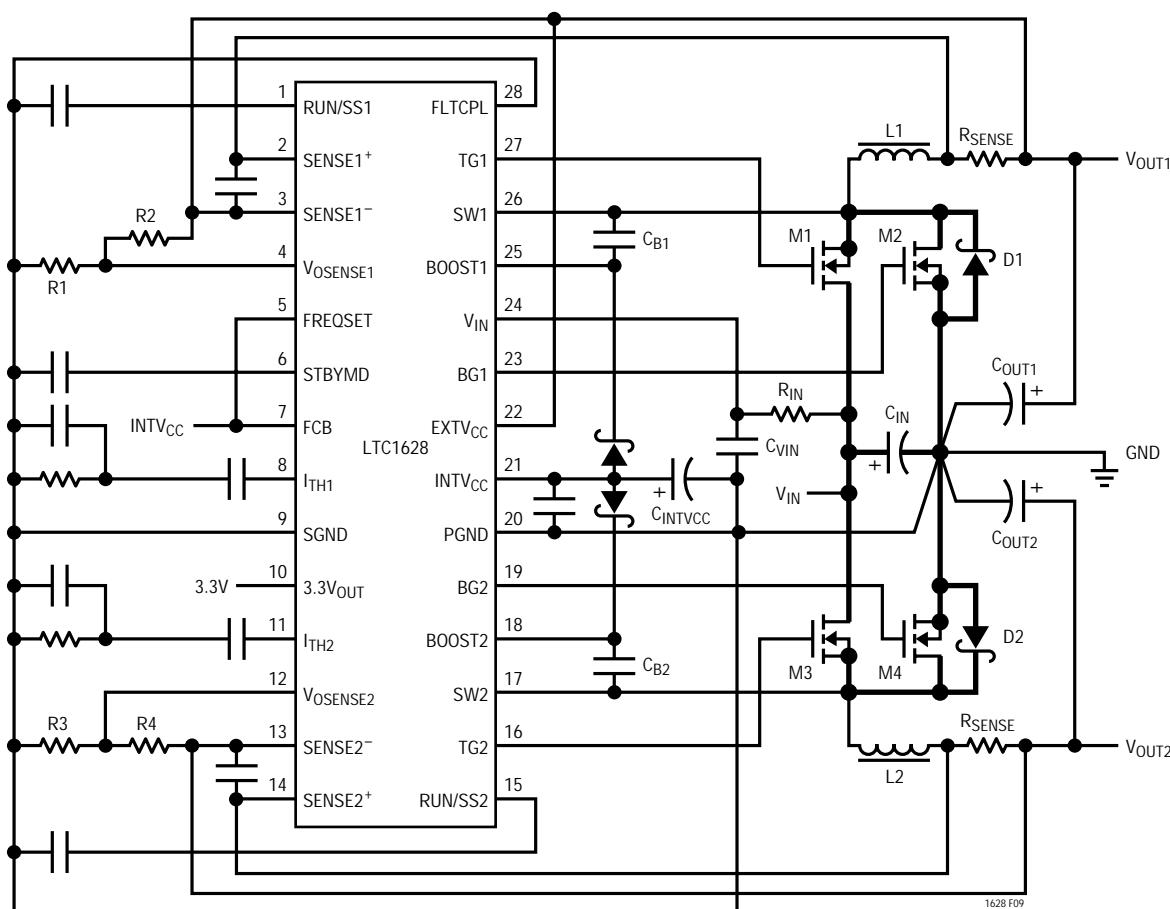 1 RUN/SS1
2 SENSE1+
3 SENSE1−
4 VOSENSE1
5 FREQSET
6 STBYMD
7 FCB
8 ITH1
9 SGND
10 3.3VOUT
11 ITH2
12 VOSENSE2
13 SENSE2−
14 SENSE2+
28 FLTCPL
27 TG1
26 SW1
25 BOOST1
24 VIN
23 BG1
22 EXTVCC
21 INTVCC
20 PGND
19 BG2
18 BOOST2
17 SW2
16 TG2
15 RUN/SS2
LTC1628
R2
R1
INTVCC
3.3V
R3
R4
L1
RSENSE
VOUT1
CB1
M1
M2
D1
RIN
CVIN
CIN
+
VIN
COUT1
+
GND
+
COUT2
+
CINTVCC
CB2
M3
M4
D2
RSENSE
L2
VOUT2
1628 F09